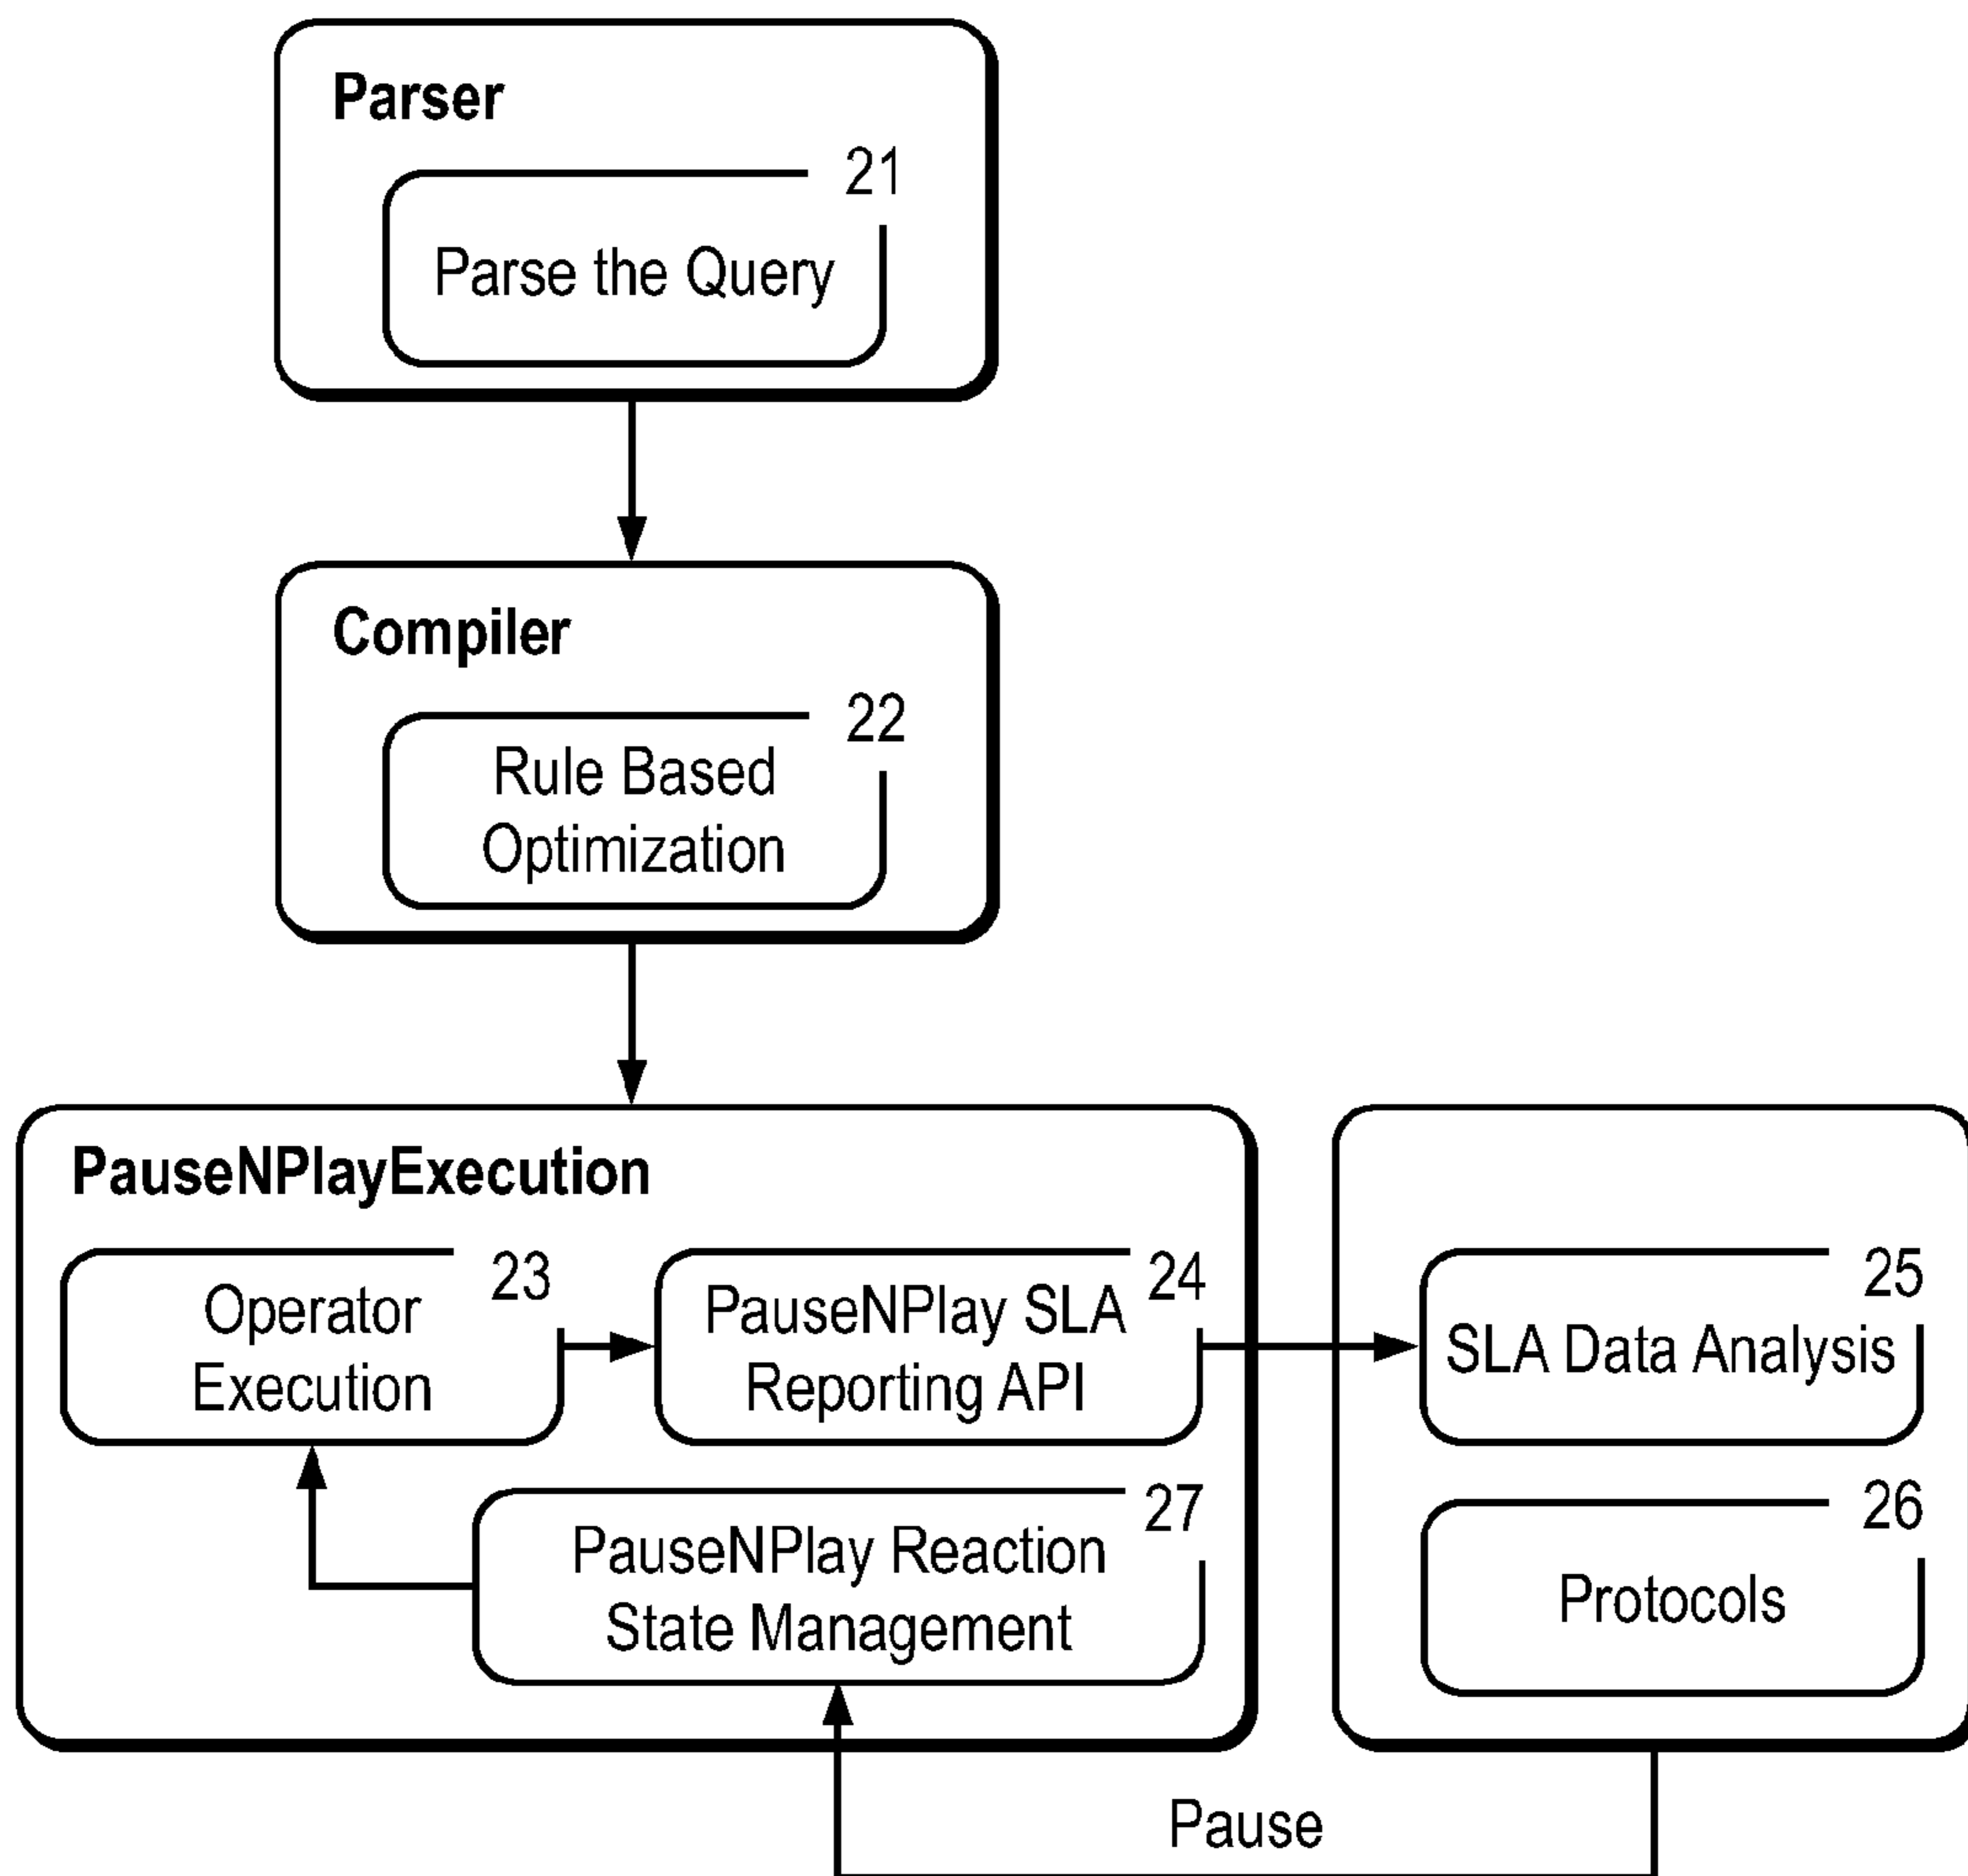 Parser
21
Parse the Query
Compiler
22
Rule Based
Optimization
PauseNPlayExecution
23
Operator
Execution
24
PauseNPlay SLA
Reporting API
25
SLA Data Analysis
27
PauseNPlay Reaction
State Management
26
Protocols
Pause